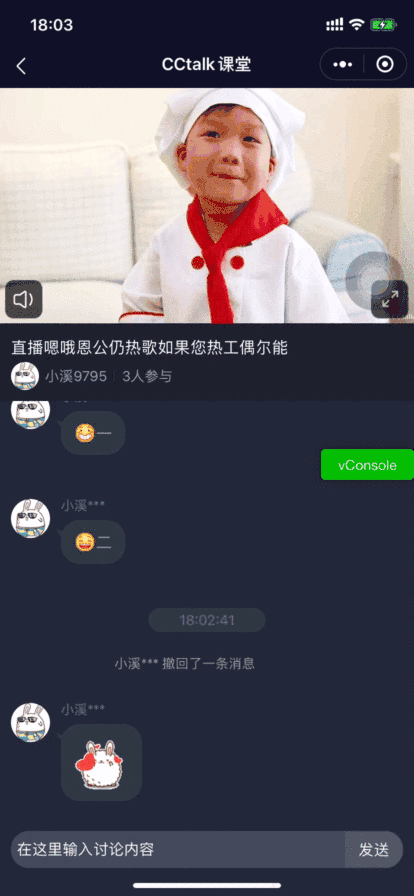 18:03
CCtalk 课堂
直播嗯哦恩公仍热歌如果您热工偶尔能
小溪9795
3人参与
一
vConsole
小溪***
二
18:02:41
小溪*** 撤回了一条消息
小溪***
在这里输入讨论内容
发送